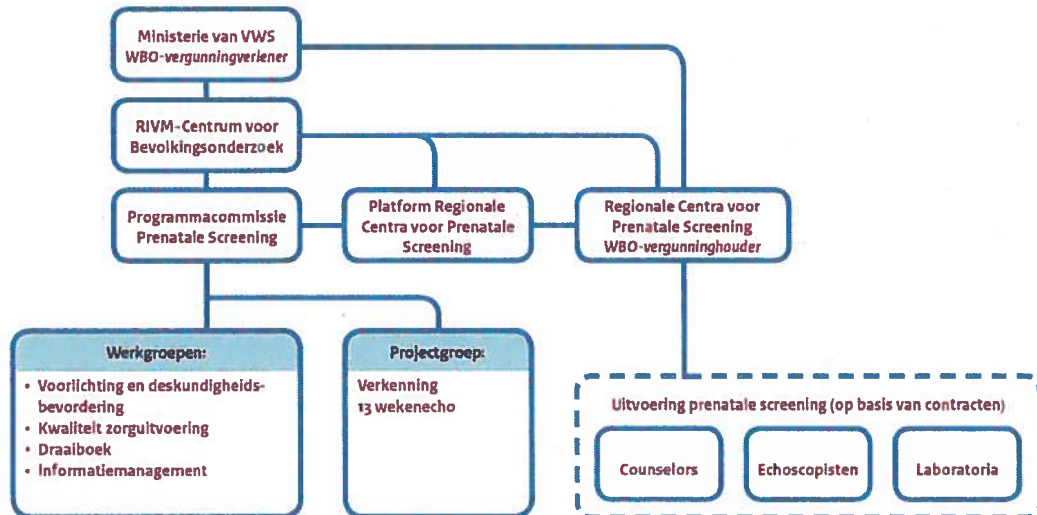 Ministerie van VWS
WBO-vergunningverlener
RIVM-Centrum voor
Bevolkingsonderzoek
Programmacommissie
Prenatale Screening
Platform Regionale
Centra voor Prenatale
Screening
Regionale Centra voor
Prenatale Screening
WBO-vergunninghouder
Werkgroepen:
• Voorlichting en deskundigheids-
bevordering
• Kwaliteit zorguitvoering
• Draaiboek
• Informatiemanagement
Projectgroep:
Verkenning
13 wekenecho
Uitvoering prenatale screening (op basis van contracten)
Counselors
Echoscopisten
Laboratoria